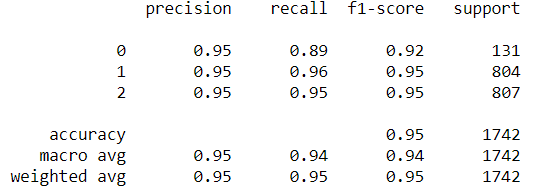 precision recall f1-score support
0 0.95 0.89 0.92 131
1 0.95 0.96 0.95 804
2 0.95 0.95 0.95 807
accuracy 0.95 1742
macro avg 0.95 0.94 0.94 1742
weighted avg 0.95 0.95 0.95 1742